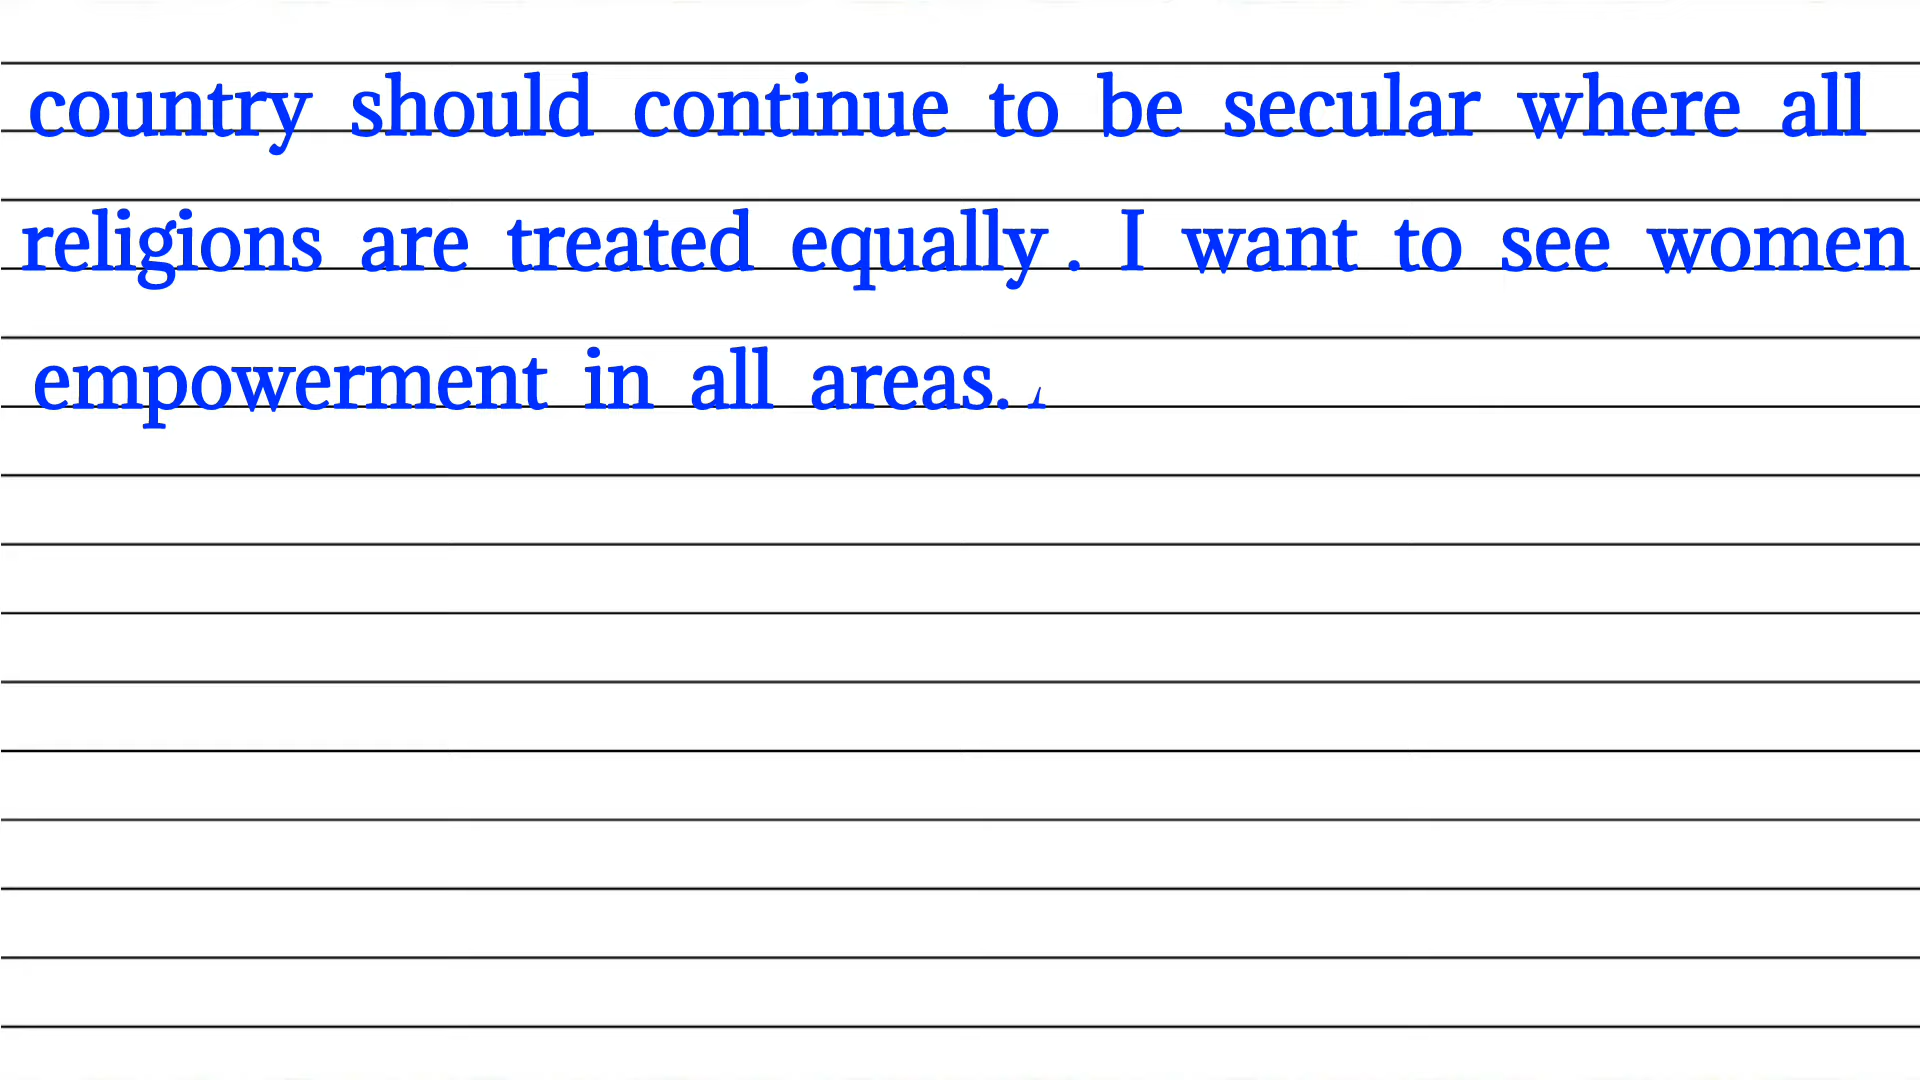 country should continue to be secular where all
religions are treated equally. I want to see women
empowerment in all areas.